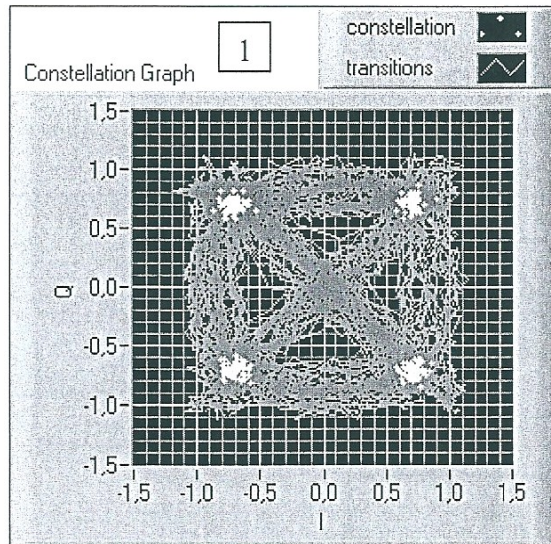 constellation
1
Constellation Graph
transitions
1,5
1,0
0,5
Q
0,0
-0,5
-1,0
-1,5
-1,5 -1,0 -0,5 0,0 0,5 1,0 1,5
I